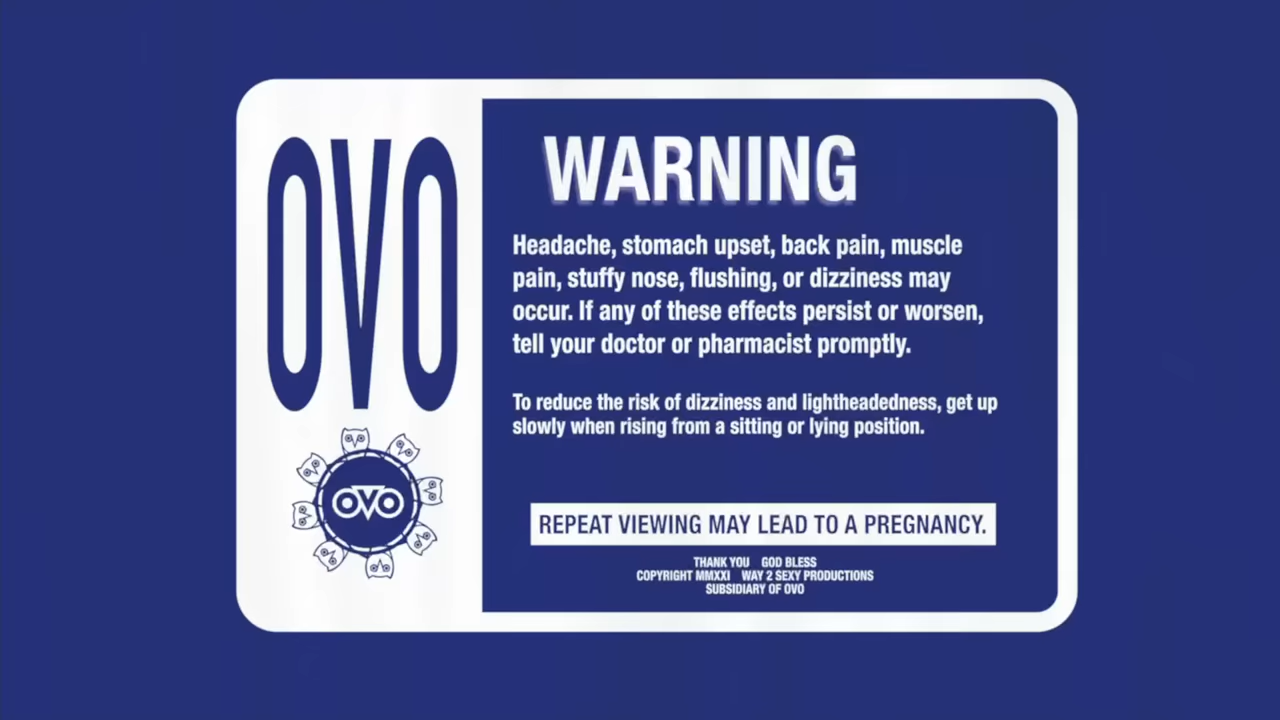 OVO
OVO
WARNING
Headache, stomach upset, back pain, muscle
pain, stuffy nose, flushing, or dizziness may
occur. If any of these effects persist or worsen,
tell your doctor or pharmacist promptly.
To reduce the risk of dizziness and lightheadedness, get up
slowly when rising from a sitting or lying position.
REPEAT VIEWING MAY LEAD TO A PREGNANCY.
THANK YOU GOD BLESS
COPYRIGHT MMXXI WAY 2 SEXY PRODUCTIONS
SUBSIDIARY OF OVO